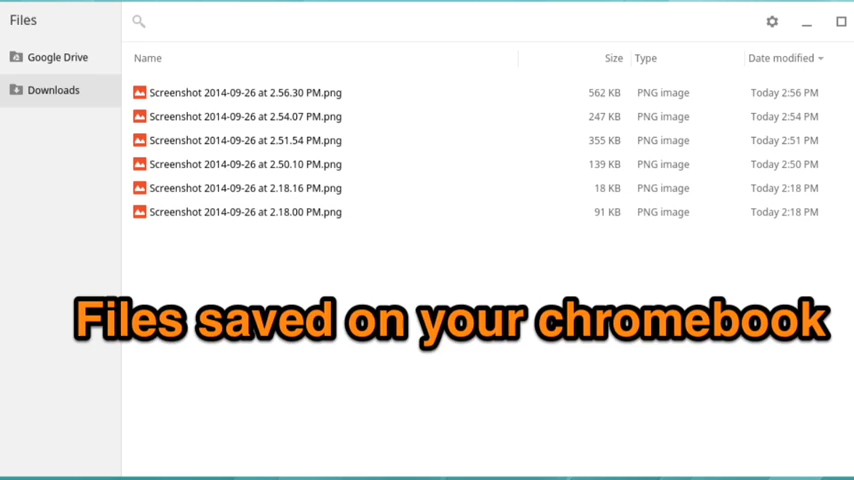 Files
Google Drive
Downloads
Name Size Type Date modified
Screenshot 2014-09-26 at 2.56.30 PM.png 562 KB PNG image Today 2:56 PM
Screenshot 2014-09-26 at 2.54.07 PM.png 247 KB PNG image Today 2:54 PM
Screenshot 2014-09-26 at 2.51.54 PM.png 355 KB PNG image Today 2:51 PM
Screenshot 2014-09-26 at 2.50.10 PM.png 139 KB PNG image Today 2:50 PM
Screenshot 2014-09-26 at 2.18.16 PM.png 18 KB PNG image Today 2:18 PM
Screenshot 2014-09-26 at 2.18.00 PM.png 91 KB PNG image Today 2:18 PM
Files saved on your chromebook